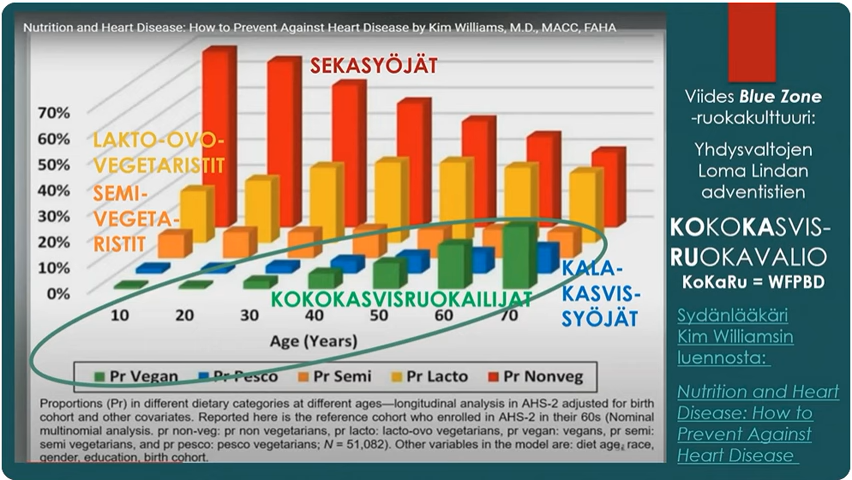 Nutrition and Heart Disease: How to Prevent Against Heart Disease by Kim Williams, M.D., MACC, FAHA
SEKASYÖJÄT
70%
60%
50%
40%
30%
20%
10%
0%
LAKTO-OVO-
VEGETARISTIT
SEMI-
VEGETA-
RISTIT
KOKOKASVISRUOKAILIJAT
KALA-
KASVIS-
SYÖJÄT
10 20 30 40 50 60 70
Age (Years)
Pr Vegan Pr Pesco Pr Semi Pr Lacto Pr Nonveg
Proportions (Pr) in different dietary categories at different ages—longitudinal analysis in AHS-2 adjusted for birth
cohort and other covariates. Reported here is the reference cohort who enrolled in AHS-2 in their 60s (Nominal
multinomial analysis. pr non-veg: pr non vegetarians, pr lacto: lacto-ovo vegetarians, pr vegan: vegans, pr semi:
semi vegetarians, and pr pesco: pesco vegetarians; N = 51,082). Other variables in the model are: diet age, race,
gender, education, birth cohort.
Viides Blue Zone
-ruokakulttuuri:
Yhdysvaltojen
Loma Lindan
adventistien
KOKOKASVIS-
RUOKAVALIO
KoKaRu = WFPBD
Sydänlääkäri
Kim Williamsin
luennosta:
Nutrition and Heart
Disease: How to
Prevent Against
Heart Disease